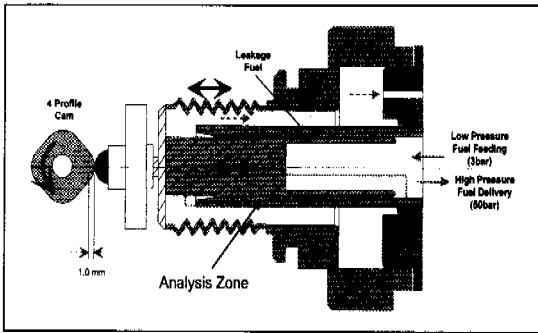 Leakage
Fuel
4 Profile
Cam
Low Pressure
Fuel Feeding
(3bar)
High Pressure
Fuel Delivery
(50bar)
1.0 mm
Analysis Zone